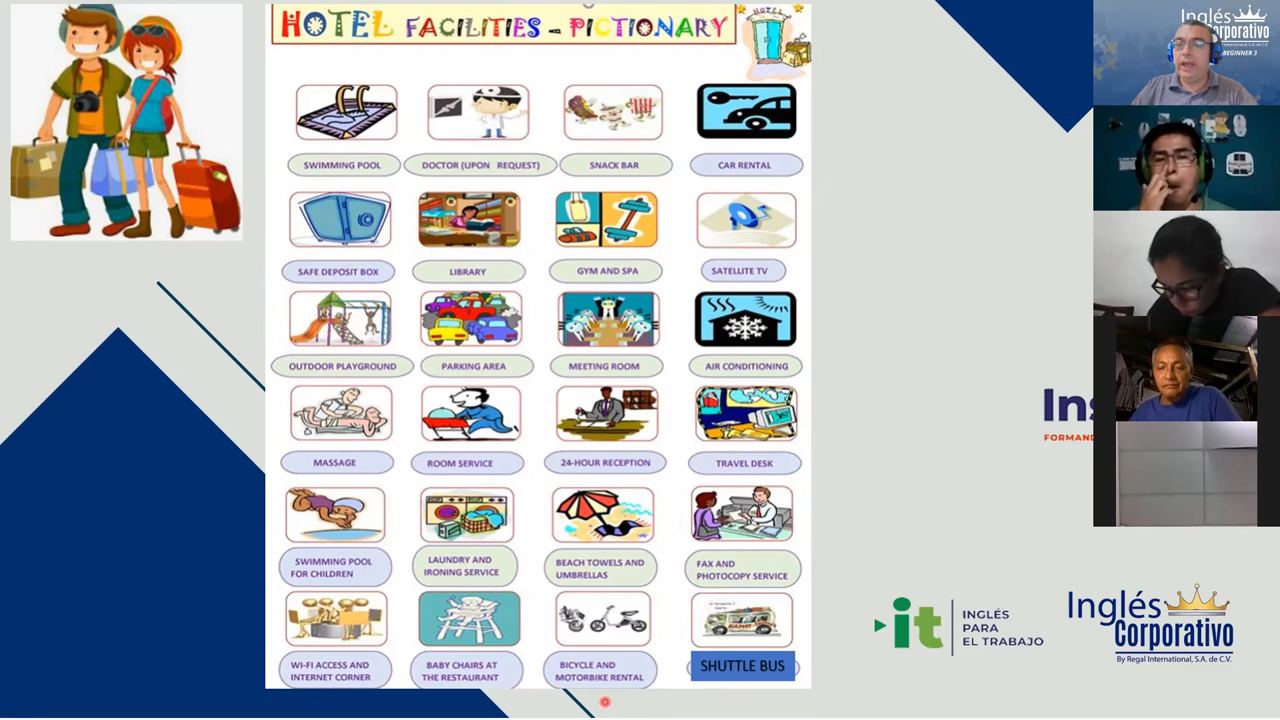 HOTEL FACILITIES - PICTIONARY
HOTEL
SWIMMING POOL
DOCTOR (UPON REQUEST)
SNACK BAR
CAR RENTAL
SAFE DEPOSIT BOX
LIBRARY
GYM AND SPA
SATELLITE TV
OUTDOOR PLAYGROUND
PARKING AREA
MEETING ROOM
AIR CONDITIONING
MASSAGE
ROOM SERVICE
24-HOUR RECEPTION
TRAVEL DESK
SWIMMING POOL
FOR CHILDREN
LAUNDRY AND
IRONING SERVICE
BEACH TOWELS AND
UMBRELLAS
FAX AND
PHOTOCOPY SERVICE
WI-FI ACCESS AND
INTERNET CORNER
BABY CHAIRS AT
THE RESTAURANT
BICYCLE AND
MOTORBIKE RENTAL
SHUTTLE BUS
Inglés
Corporativo
BEGINNER 3
Ins
FORMAND
it
INGLÉS
PARA
EL TRABAJO
Inglés
Corporativo
By Regal International, S.A. de C.V.